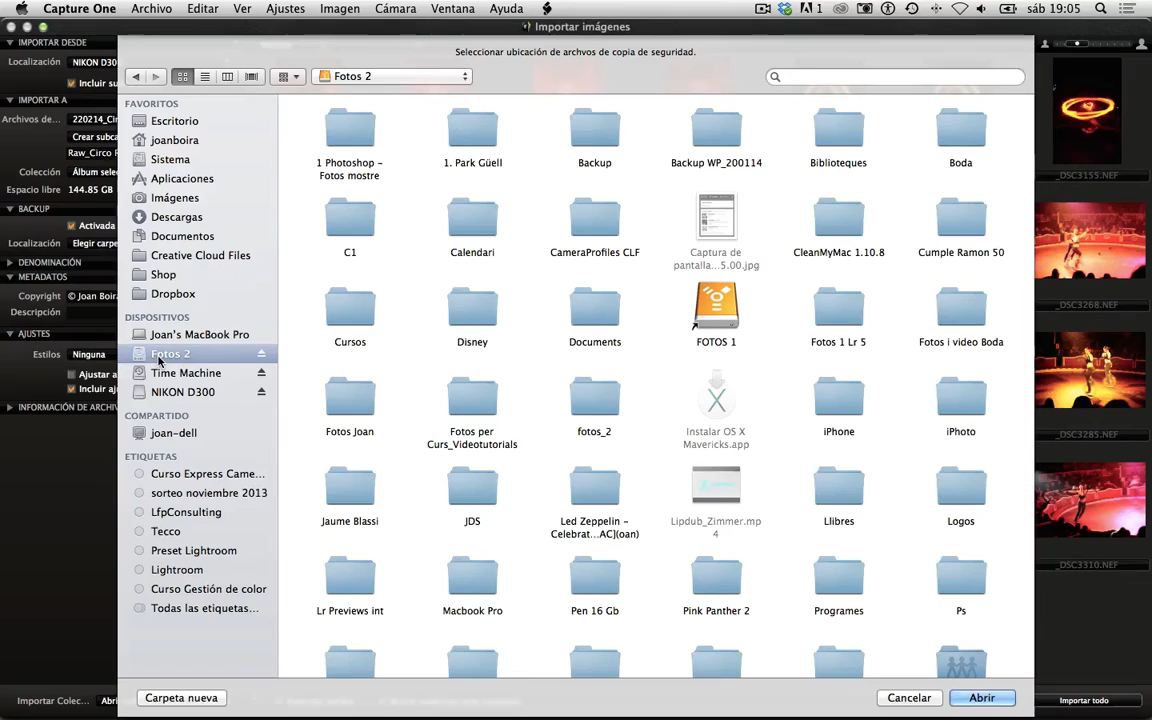 Capture One Archivo Editar Ver Ajustes Imagen Cámara Ventana Ayuda 1 sáb 19:05
Importar imágenes
IMPORTAR DESDE
Localización NIKON D300
Incluir su
IMPORTAR A
Archivos de... 220214_Cir
Crear subca
Raw_Circo R
Colección Álbum sele
Espacio libre 144.85 GB
BACKUP
Activada
Localización Elegir carpe
DENOMINACIÓN
METADATOS
Copyright © Joan Boira
Descripción
AJUSTES
Estilos Ninguna
Ajustar a
Incluir aju
INFORMACIÓN DE ARCHIV
Importar Colec... Abri
Seleccionar ubicación de archvos de copia de seguridad.
Fotos 2
FAVORITOS
Escritorio
joanboira
Sistema
Aplicaciones
Imágenes
Descargas
Documentos
Creative Cloud Files
Shop
Dropbox
DISPOSITIVOS
Joan's MacBook Pro
Fotos 2
Time Machine
NIKON D300
COMPARTIDO
joan-dell
ETIQUETAS
Curso Express Came...
sorteo noviembre 2013
LfpConsulting
Tecco
Preset Lightroom
Lightroom
Curso Gestión de color
Todas las etiquetas...
1 Photoshop -
Fotos mostre
1. Park Güell
Backup
Backup WP_200114
Biblioteques
Boda
C1
Calendari
CameraProfiles CLF
Captura de
pantalla...5.00.jpg
CleanMyMac 1.10.8
Cumple Ramon 50
Cursos
Disney
Documents
FOTOS 1
Fotos 1 Lr 5
Fotos i video Boda
Fotos Joan
Fotos per
Curs_Videotutorials
fotos_2
Instalar OS X
Mavericks.app
iPhone
iPhoto
Jaume Blassi
JDS
Led Zeppelin -
Celebrat...AC](oan)
Lipdub_Zimmer.mp
4
Llibres
Logos
Lr Previews int
Macbook Pro
Pen 16 Gb
Pink Panther 2
Programes
Ps
Carpeta nueva
Cancelar
Abrir
_DSC3155.NEF
_DSC3268.NEF
_DSC3285.NEF
_DSC3310.NEF
Importar todo